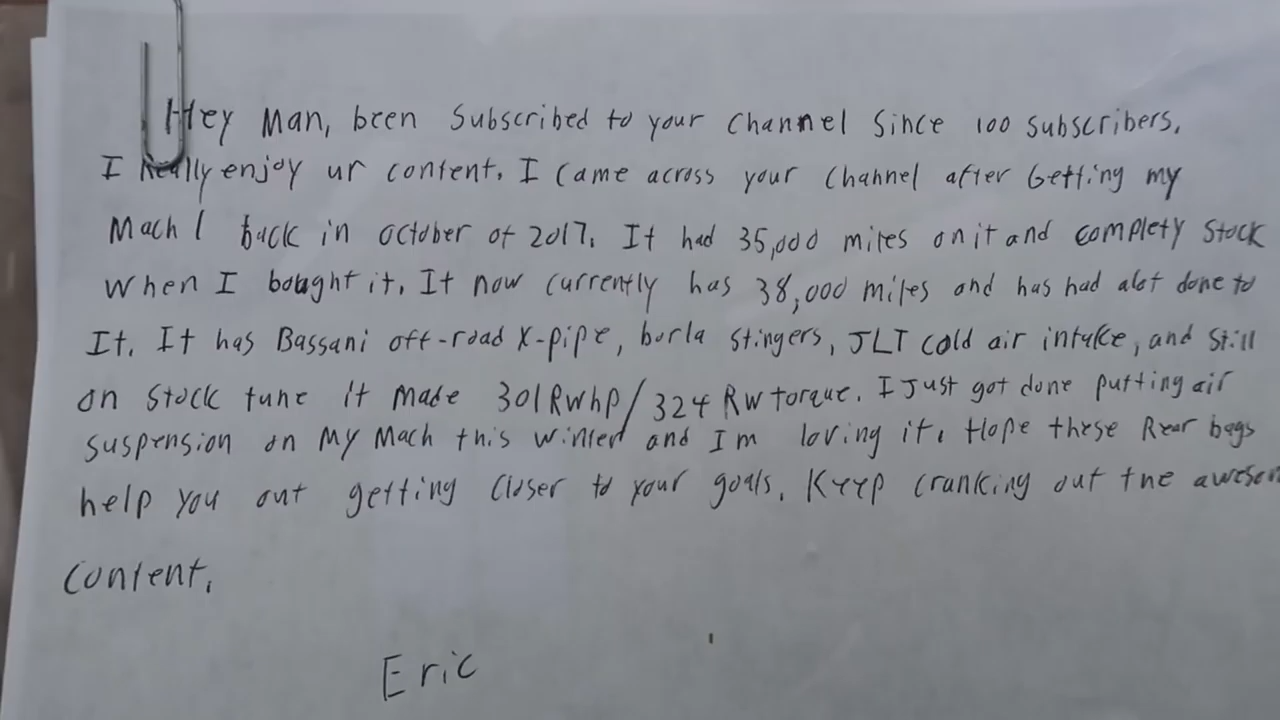 Hey Man, been Subscribed to your Channel Since 100 subscribers.
I Really enjoy ur content. I Came across your Channel after Getting my
Mach 1 back in october of 2017. It had 35,000 miles on it and complety Stock
When I bought it. It now currently has 38,000 miles and has had alot done to
It. It has Bassani off-road X-pipe, borla Stingers, JLT cold air intake, and Still
on Stock tune it Made 301 RWhp/324 RW torque. I Just got done putting air
suspension on My Mach this winter and Im loving it. Hope these Rear bags
help you out getting Closer to your goals. Keep cranking out the
Content.
Eric